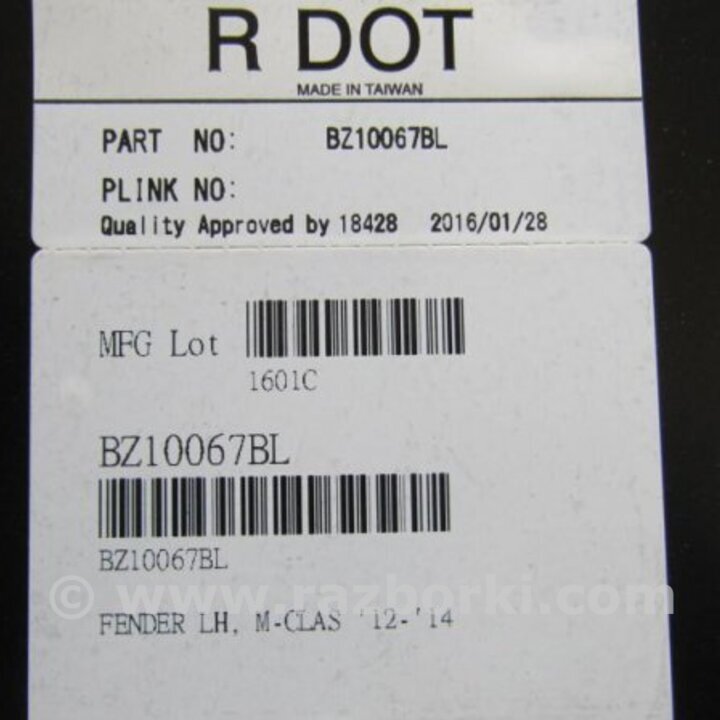 R DOT
MADE IN TAIWAN
PART NO: BZ10067BL
PLINK NO:
Quality Approved by 18428 2016/01/28
MFG Lot
1601C
BZ10067BL
BZ10067BL
© www.razborki.com
FENDER LH, M-CLAS '12-'14